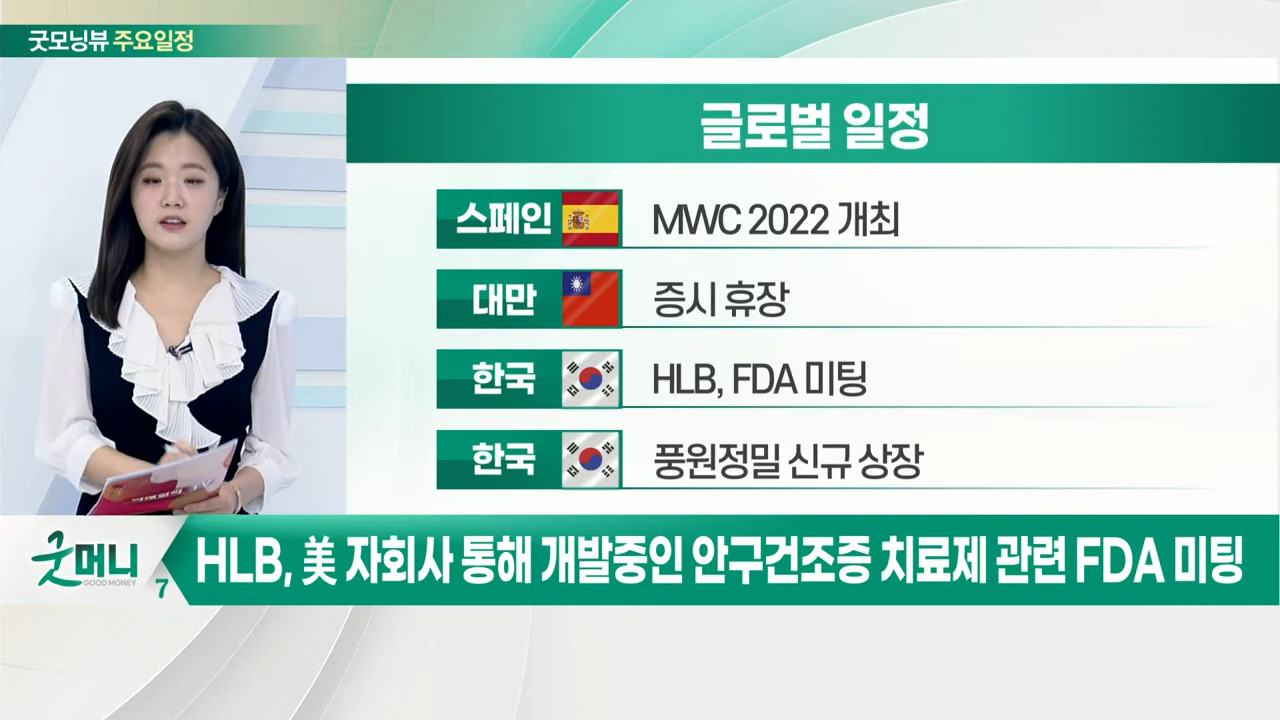 굿모닝뷰 주요일정
글로벌 일정
스페인 MWC 2022 개최
대만 증시 휴장
한국 HLB, FDA 미팅
한국 풍원정밀 신규 상장
굿머니
GOOD MONEY
7
HLB, 美 자회사 통해 개발중인 안구건조증 치료제 관련 FDA 미팅